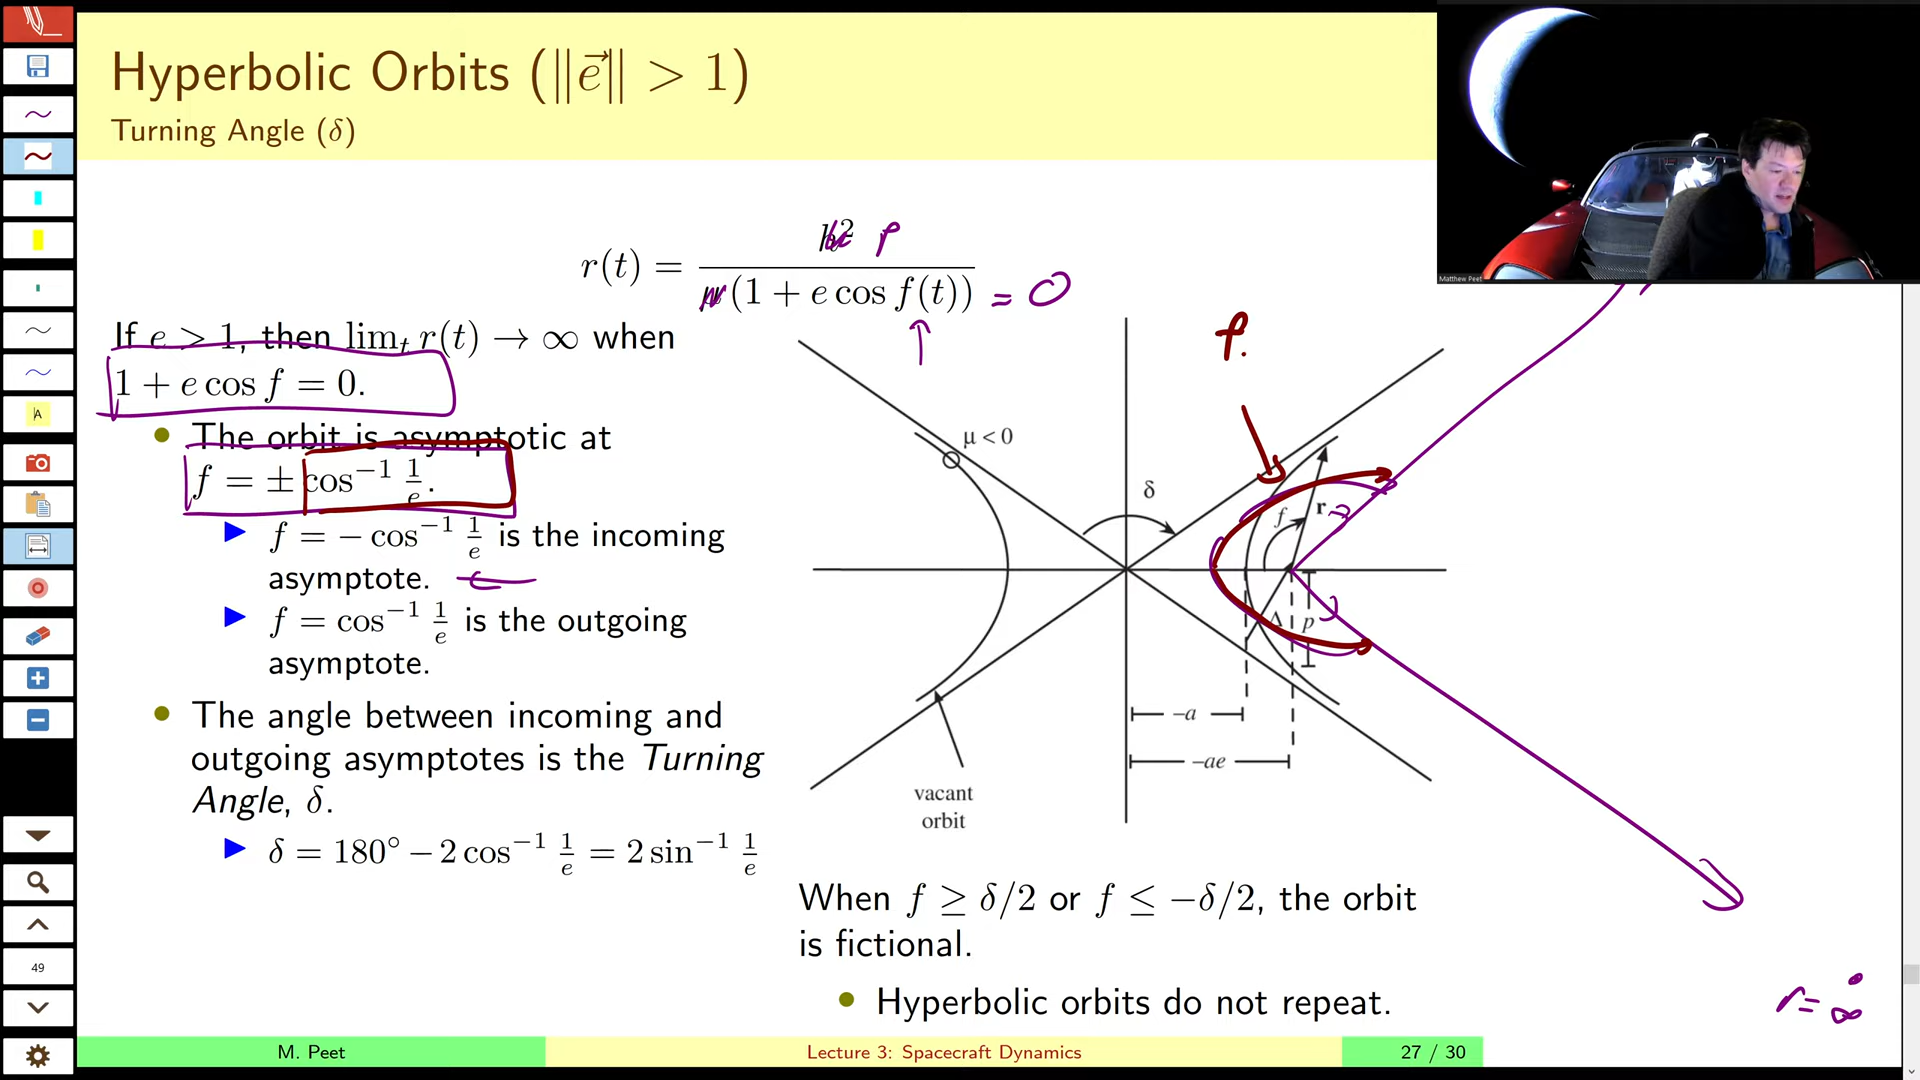 Hyperbolic Orbits (‖e⃗‖ > 1)
Turning Angle (δ)
Matthew Peet
h² p
r(t) = ―――
μ(1 + e cos f(t)) = 0
If e > 1, then limₜ r(t) → ∞ when
1 + e cos f = 0.
• The orbit is asymptotic at
f = ± cos⁻¹ 1/e.
▶ f = − cos⁻¹ 1/e is the incoming
asymptote.
▶ f = cos⁻¹ 1/e is the outgoing
asymptote.
• The angle between incoming and
outgoing asymptotes is the Turning
Angle, δ.
▶ δ = 180° − 2 cos⁻¹ 1/e = 2 sin⁻¹ 1/e
f.
μ < 0
δ
f
r
Δ
p
–a
–ae
vacant
orbit
When f ≥ δ/2 or f ≤ −δ/2, the orbit
is fictional.
• Hyperbolic orbits do not repeat.
r = ∞
A
49
M. Peet
Lecture 3: Spacecraft Dynamics
27 / 30